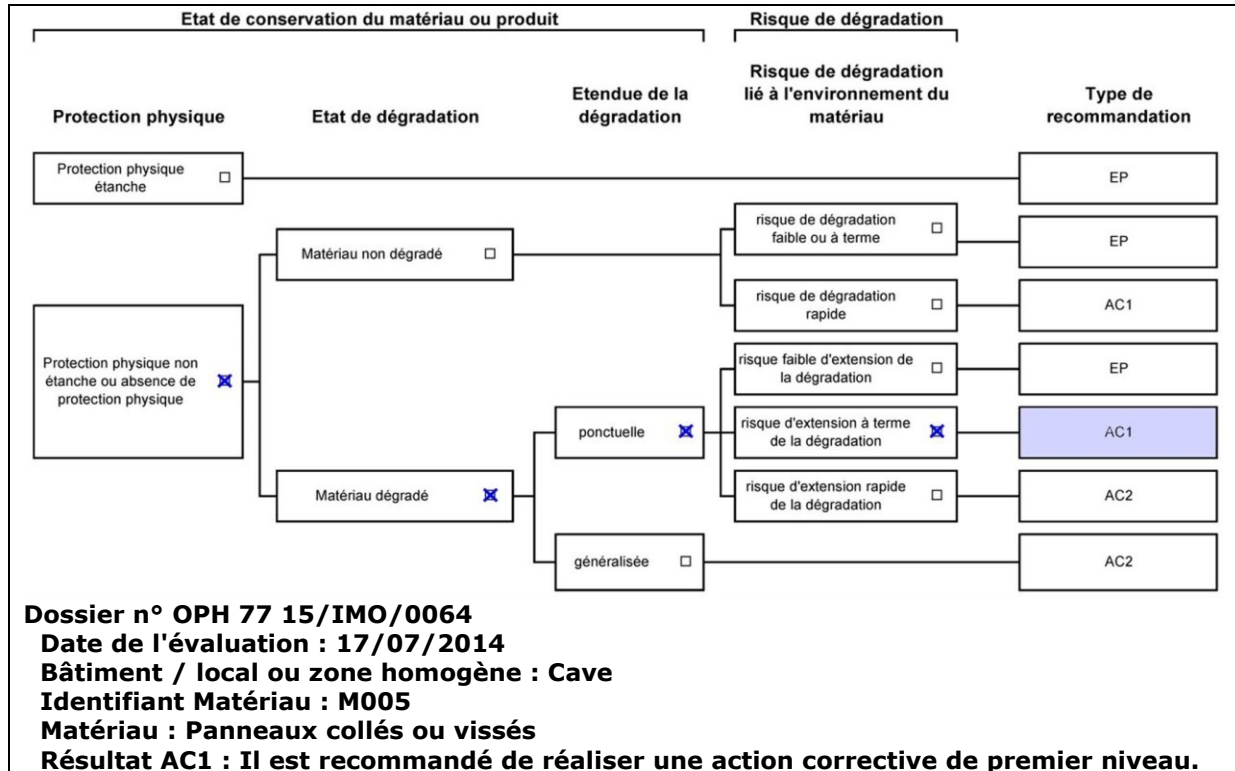 Etat de conservation du matériau ou produit
Risque de dégradation
Protection physique
Etat de dégradation
Etendue de la
dégradation
Risque de dégradation
lié à l'environnement du
matériau
Type de
recommandation
Protection physique
étanche
EP
Protection physique non
étanche ou absence de
protection physique
Matériau non dégradé
risque de dégradation
faible ou à terme
EP
risque de dégradation
rapide
AC1
Matériau dégradé
ponctuelle
risque faible d'extension de
la dégradation
EP
risque d'extension à terme
de la dégradation
AC1
risque d'extension rapide
de la dégradation
AC2
généralisée
AC2
Dossier n° OPH 77 15/IMO/0064
Date de l'évaluation : 17/07/2014
Bâtiment / local ou zone homogène : Cave
Identifiant Matériau : M005
Matériau : Panneaux collés ou vissés
Résultat AC1 : Il est recommandé de réaliser une action corrective de premier niveau.